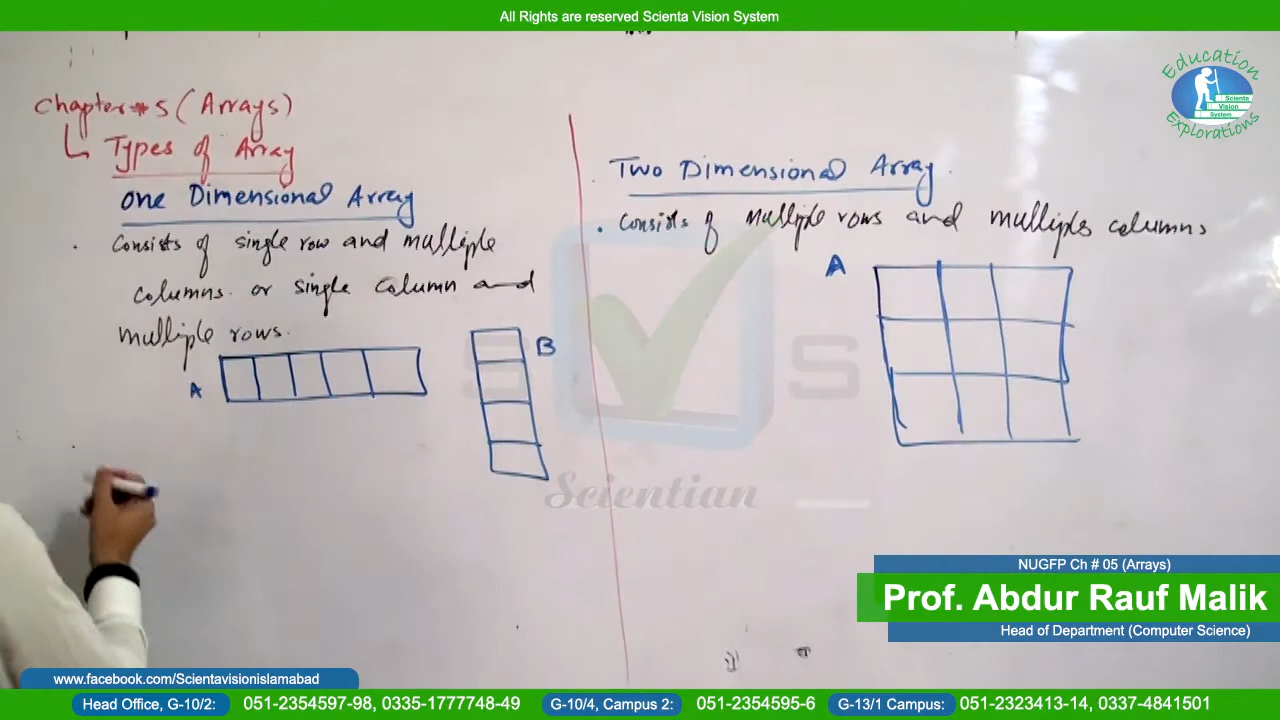 All Rights are reserved Scienta Vision System
Education
Scienta
Vision
System
Explorations
Chapter # 5 (Arrays)
Types of Array
one Dimensional Array
. Consists of single row and multiple
columns. or single column and
multiple rows.
A
B
Two Dimensional Array.
. Consists of multiple rows and multiples columns
A
S S
Scientian
NUGFP Ch # 05 (Arrays)
Prof. Abdur Rauf Malik
Head of Department (Computer Science)
www.facebook.com/Scientavisionislamabad
Head Office, G-10/2: 051-2354597-98, 0335-1777748-49 G-10/4, Campus 2: 051-2354595-6 G-13/1 Campus: 051-2323413-14, 0337-4841501